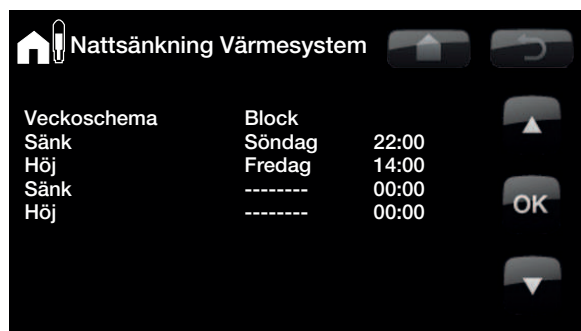 Nattsänkning Värmesystem
Veckoschema Block
Sänk Söndag 22:00
Höj Fredag 14:00
Sänk -------- 00:00
Höj -------- 00:00
OK